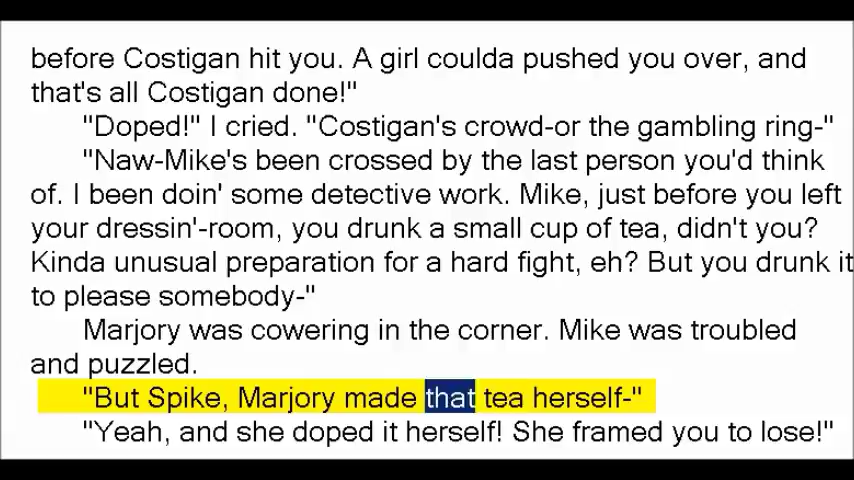 before Costigan hit you. A girl coulda pushed you over, and
that's all Costigan done!"
"Doped!" I cried. "Costigan's crowd-or the gambling ring-"
"Naw-Mike's been crossed by the last person you'd think
of. I been doin' some detective work. Mike, just before you left
your dressin'-room, you drunk a small cup of tea, didn't you?
Kinda unusual preparation for a hard fight, eh? But you drunk it
to please somebody-"
Marjory was cowering in the corner. Mike was troubled
and puzzled.
"But Spike, Marjory made that tea herself-"
"Yeah, and she doped it herself! She framed you to lose!"